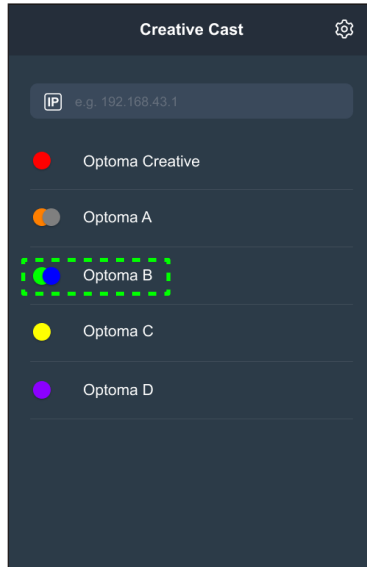 Creative Cast
IP e.g. 192.168.43.1
Optoma Creative
Optoma A
Optoma B
Optoma C
Optoma D